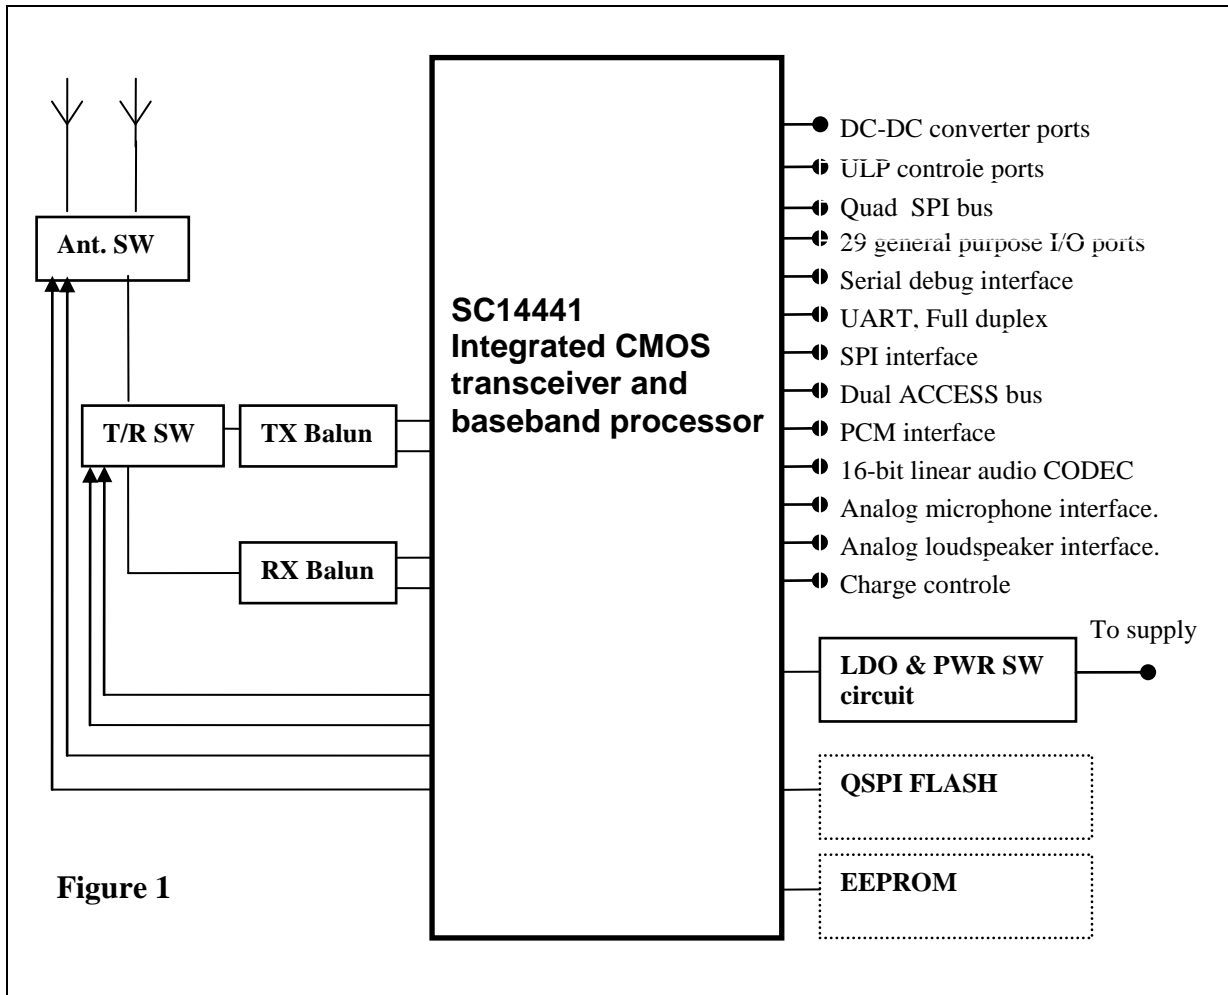 Ant. SW
T/R SW
TX Balun
RX Balun
SC14441
Integrated CMOS
transceiver and
baseband processor
DC-DC converter ports
ULP controle ports
Quad SPI bus
29 general purpose I/O ports
Serial debug interface
UART, Full duplex
SPI interface
Dual ACCESS bus
PCM interface
16-bit linear audio CODEC
Analog microphone interface.
Analog loudspeaker interface.
Charge controle
To supply
LDO & PWR SW
circuit
QSPI FLASH
EEPROM
Figure 1